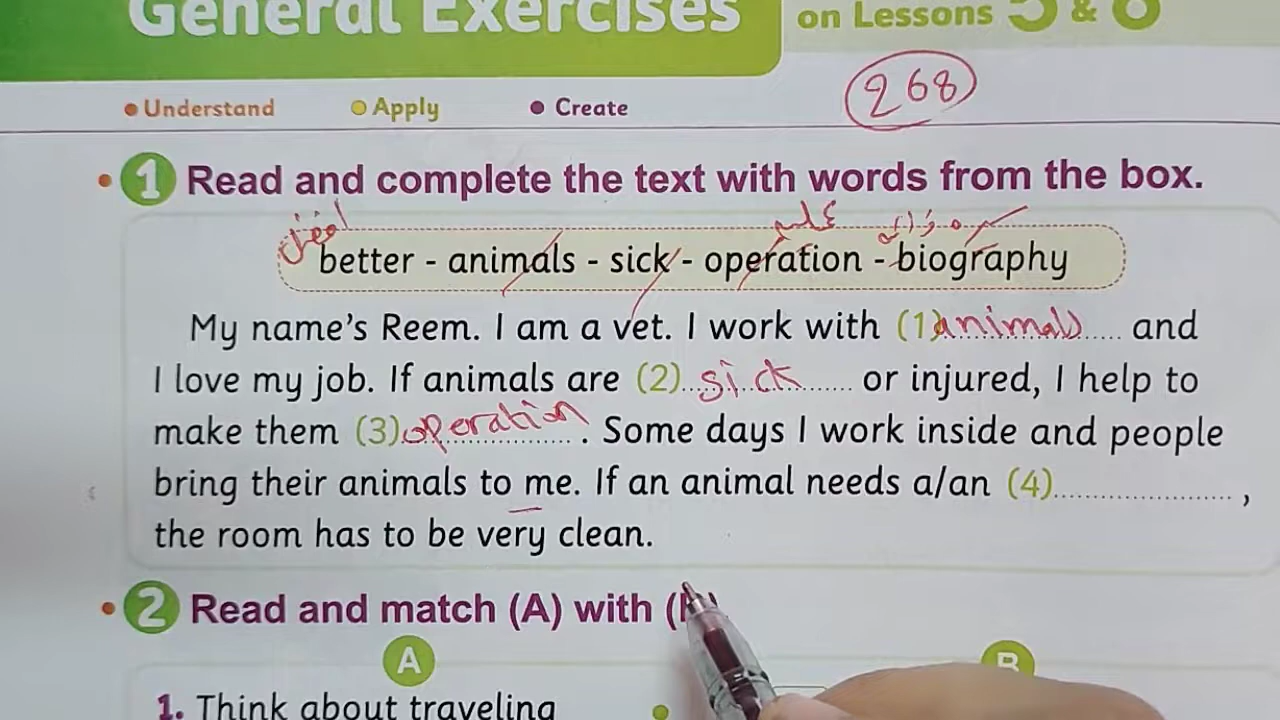 General Exercises on Lessons 5 & 6
268
Understand Apply Create
1 Read and complete the text with words from the box.
افضل عملية سيرة ذاتية
better - animals - sick - operation - biography
My name's Reem. I am a vet. I work with (1) animals and
I love my job. If animals are (2) sick or injured, I help to
make them (3) operation. Some days I work inside and people
bring their animals to me. If an animal needs a/an (4)....................,
the room has to be very clean.
2 Read and match (A) with
A B
1. Think about traveling